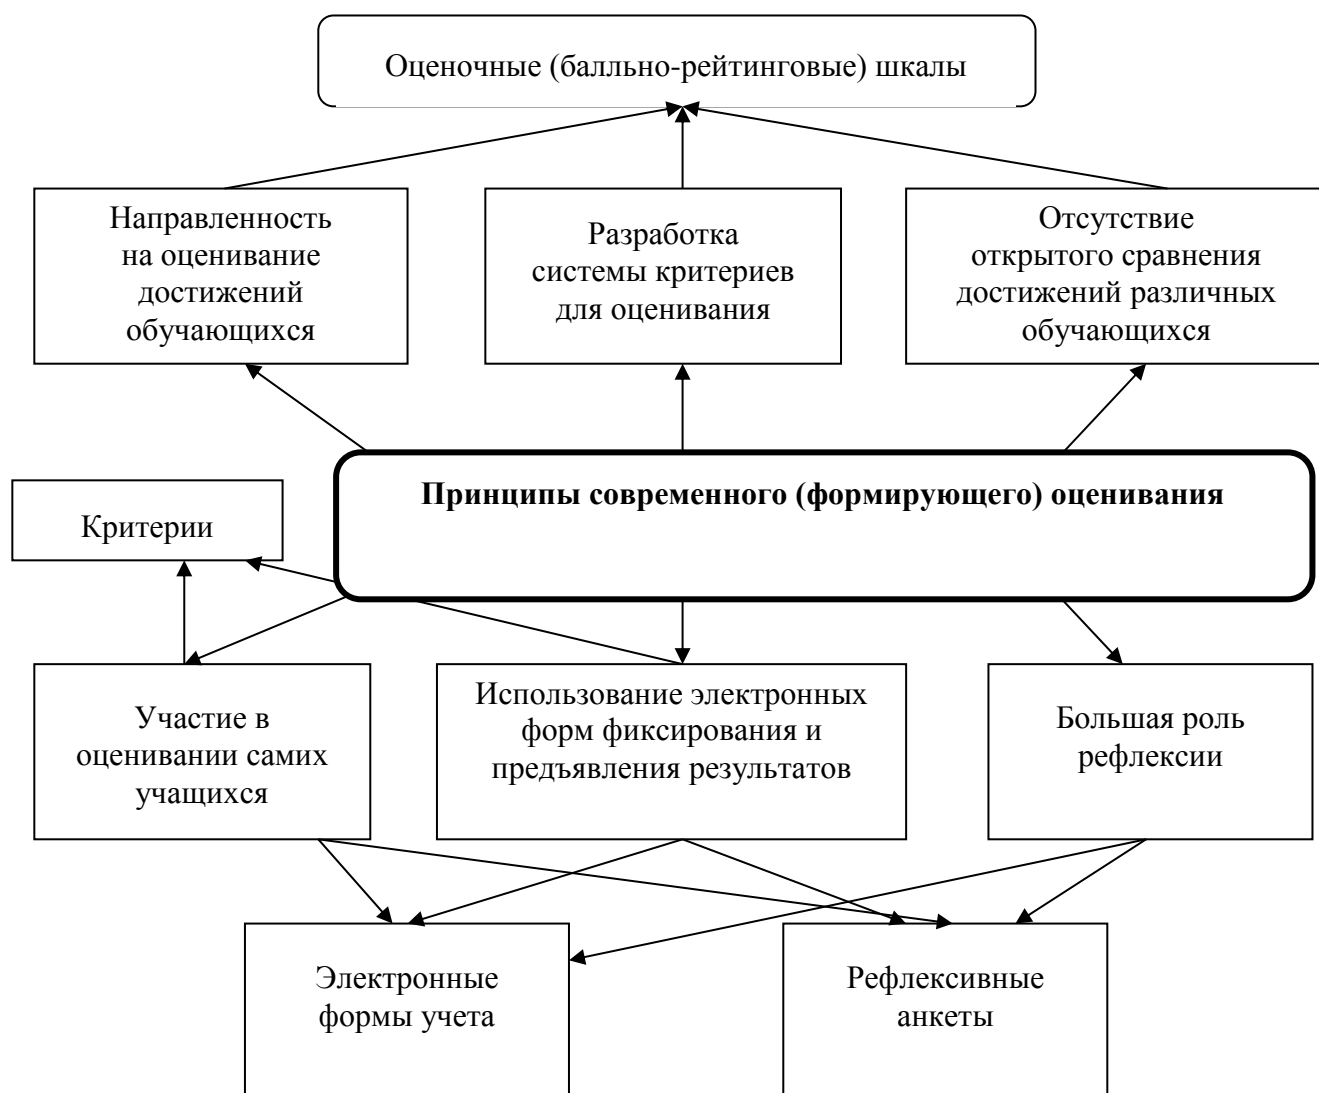 Оценочные (балльно-рейтинговые) шкалы
Направленность
на оценивание
достижений
обучающихся
Разработка
системы критериев
для оценивания
Отсутствие
открытого сравнения
достижений различных
обучающихся
Принципы современного (формирующего) оценивания
Критерии
Участие в
оценивании самих
учащихся
Использование электронных
форм фиксирования и
предъявления результатов
Большая роль
рефлексии
Электронные
формы учета
Рефлексивные
анкеты